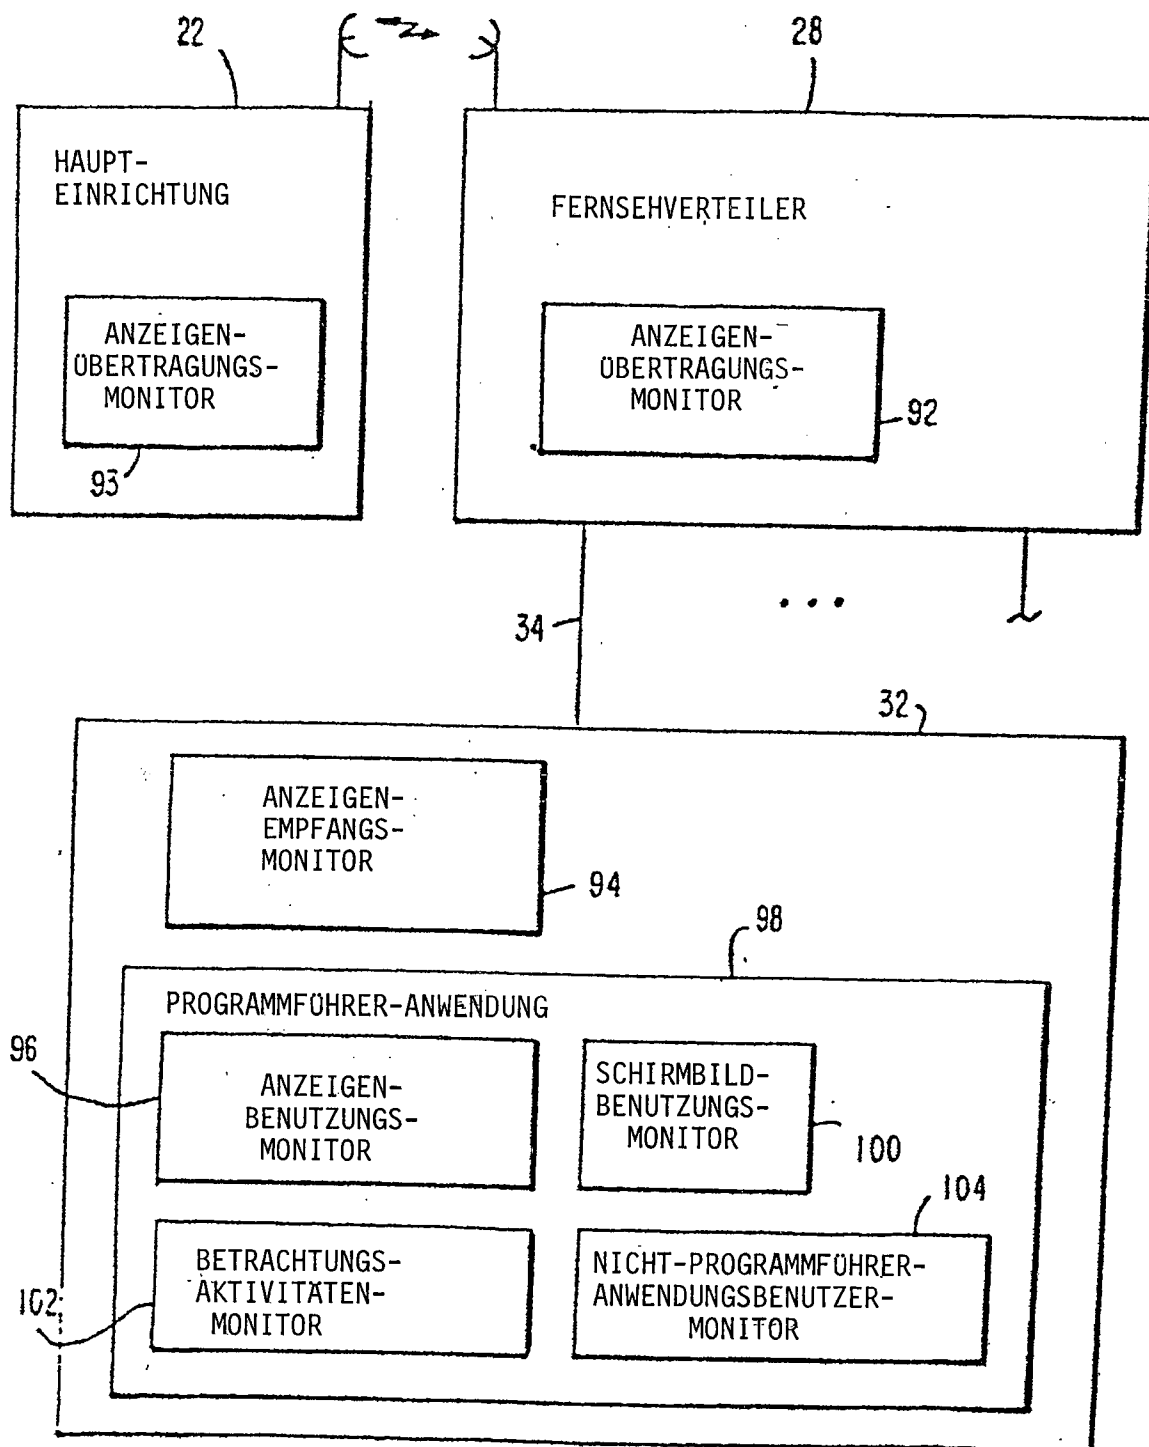 22
28
HAUPT-
EINRICHTUNG
FERNSEHVERTEILER
ANZEIGEN-
ÜBERTRAGUNGS-
MONITOR
93
ANZEIGEN-
ÜBERTRAGUNGS-
MONITOR
92
34
...
32
ANZEIGEN-
EMPFANGS-
MONITOR
94
98
PROGRAMMFÜHRER-ANWENDUNG
96
ANZEIGEN-
BENUTZUNGS-
MONITOR
SCHIRMBILD-
BENUTZUNGS-
MONITOR
100
104
BETRACHTUNGS-
AKTIVITÄTEN-
MONITOR
102
NICHT-PROGRAMMFÜHRER-
ANWENDUNGSBENUTZER-
MONITOR